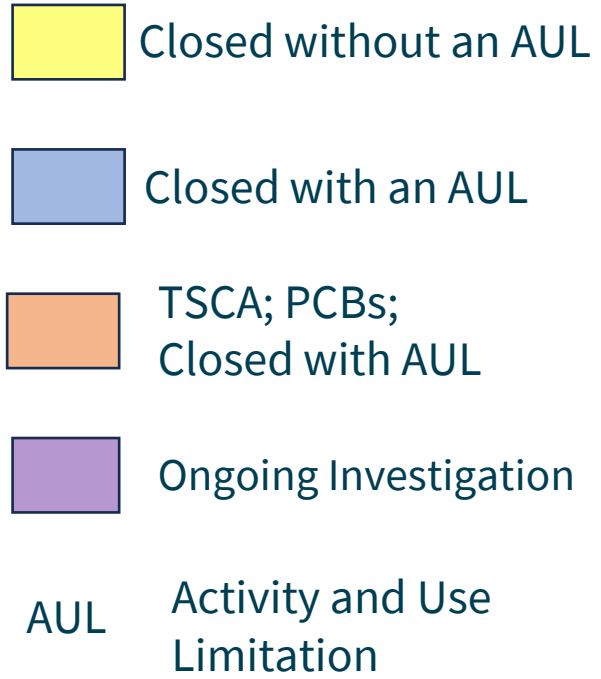 Closed without an AUL
Closed with an AUL
TSCA; PCBs;
Closed with AUL
Ongoing Investigation
AUL
Activity and Use
Limitation